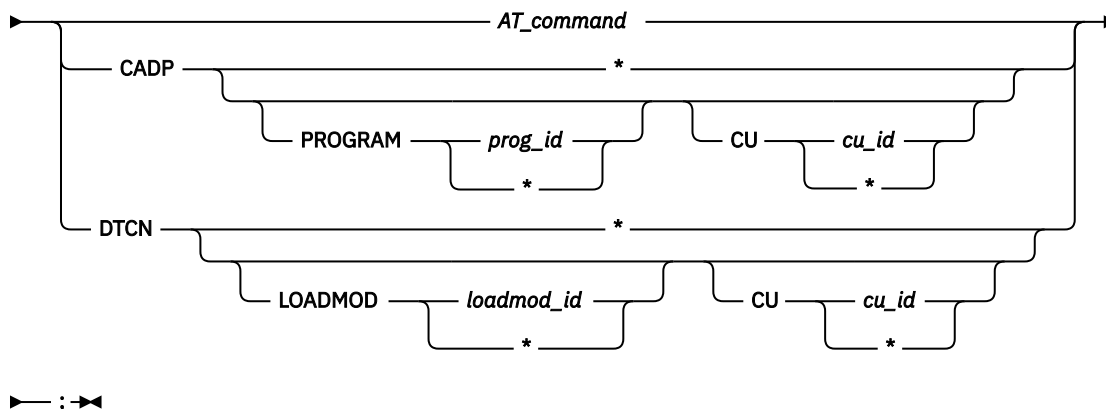 AT_command
CADP *
PROGRAM prog_id CU cu_id
* *
DTCN *
LOADMOD loadmod_id CU cu_id
* *
;